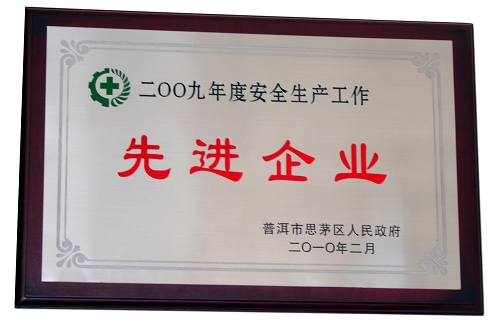 二OO九年度安全生产工作
先进企业
普洱市思茅区人民政府
二O一O年二月